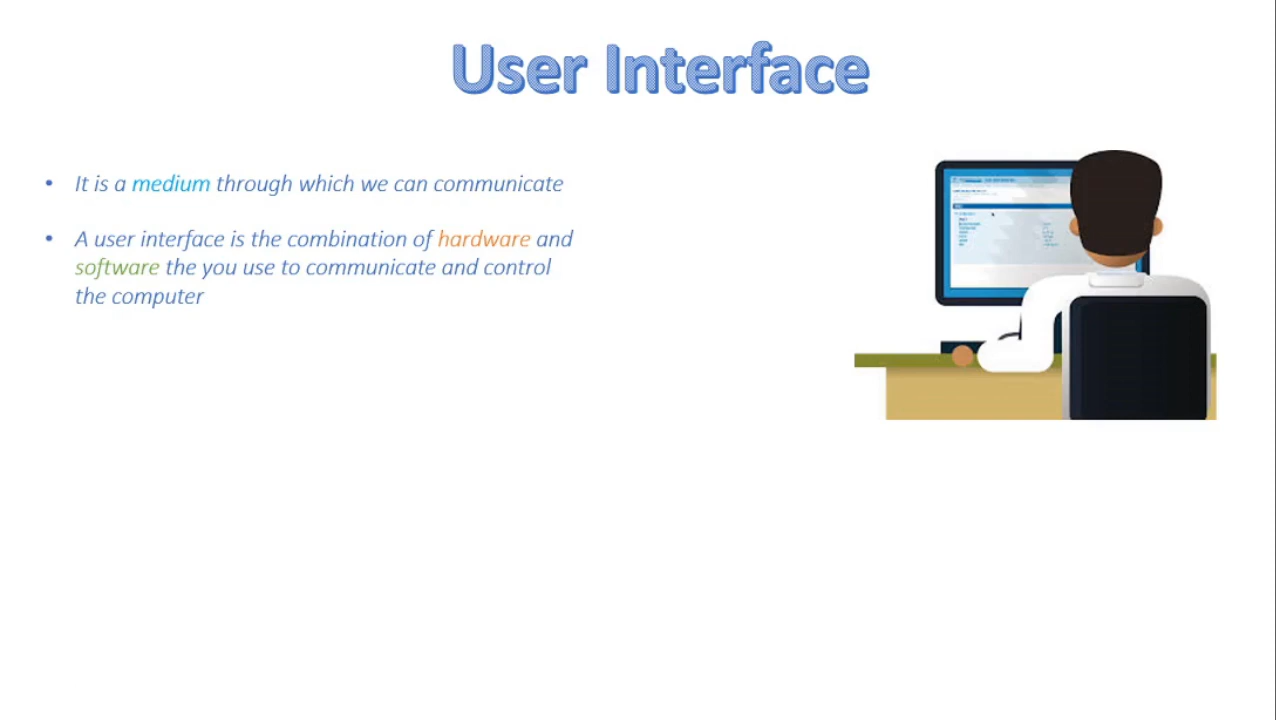 User Interface
• It is a medium through which we can communicate
• A user interface is the combination of hardware and
software the you use to communicate and control
the computer